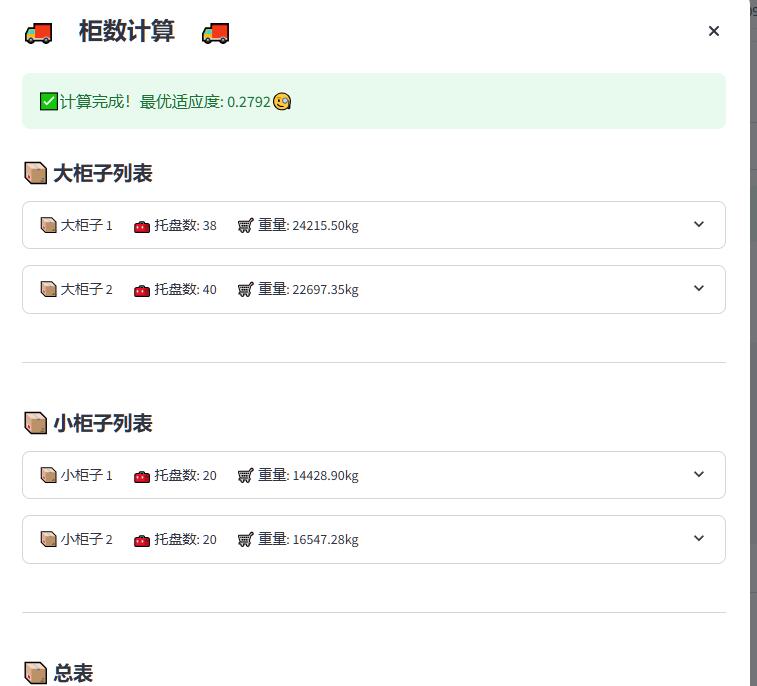 柜数计算
计算完成！最优适应度: 0.2792
大柜子列表
大柜子 1 托盘数: 38 重量: 24215.50kg
大柜子 2 托盘数: 40 重量: 22697.35kg
小柜子列表
小柜子 1 托盘数: 20 重量: 14428.90kg
小柜子 2 托盘数: 20 重量: 16547.28kg
总表